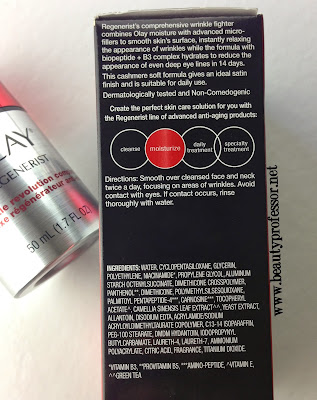 Regenerist's comprehensive wrinkle fighter
combines Olay moisture with advanced micro-
fillers to smooth skin's surface, instantly relaxing
the appearance of wrinkles while the formula with
biopeptide + B3 complex hydrates to reduce the
appearance of even deep eye lines in 14 days.
This cashmere soft formula gives an ideal satin
finish and is suitable for daily use.
Dermatologically tested and Non-Comedogenic
Create the perfect skin care solution for you with
the Regenerist line of advanced anti-aging products:
cleanse
moisturize
daily
treatment
specialty
treatment
Directions: Smooth over cleansed face and neck
twice a day, focusing on areas of wrinkles. Avoid
contact with eyes. If contact occurs, rinse
thoroughly with water.
INGREDIENTS: WATER, CYCLOPENTASILOXANE, GLYCERIN,
POLYETHYLENE, NIACINAMIDE*, PROPYLENE GLYCOL, ALUMINUM
STARCH OCTENYLSUCCINATE, DIMETHICONE CROSSPOLYMER,
PANTHENOL**, DIMETHICONE, POLYMETHYLSILSESQUIOXANE,
PALMITOYL PENTAPEPTIDE-4***, CARNOSINE***, TOCOPHERYL
ACETATE^, CAMELLIA SINENSIS LEAF EXTRACT^^, YEAST EXTRACT,
ALLANTOIN, DISODIUM EDTA, ACRYLAMIDE/SODIUM
ACRYLOYLDIMETHYLTAURATE COPOLYMER, C13-14 ISOPARAFFIN,
PEG-100 STEARATE, DMDM HYDANTOIN, IODOPROPYNYL
BUTYLCARBAMATE, LAURETH-4, LAURETH-7, AMMONIUM
POLYACRYLATE, CITRIC ACID, FRAGRANCE, TITANIUM DIOXIDE.
*VITAMIN B3, **PROVITAMIN B5, ***AMINO-PEPTIDE, ^VITAMIN E,
^^GREEN TEA
LAY
EGENERIST
revolution
xe régénérateur
50 mL (1.7 FL OZ
www.beautyprofessor.net